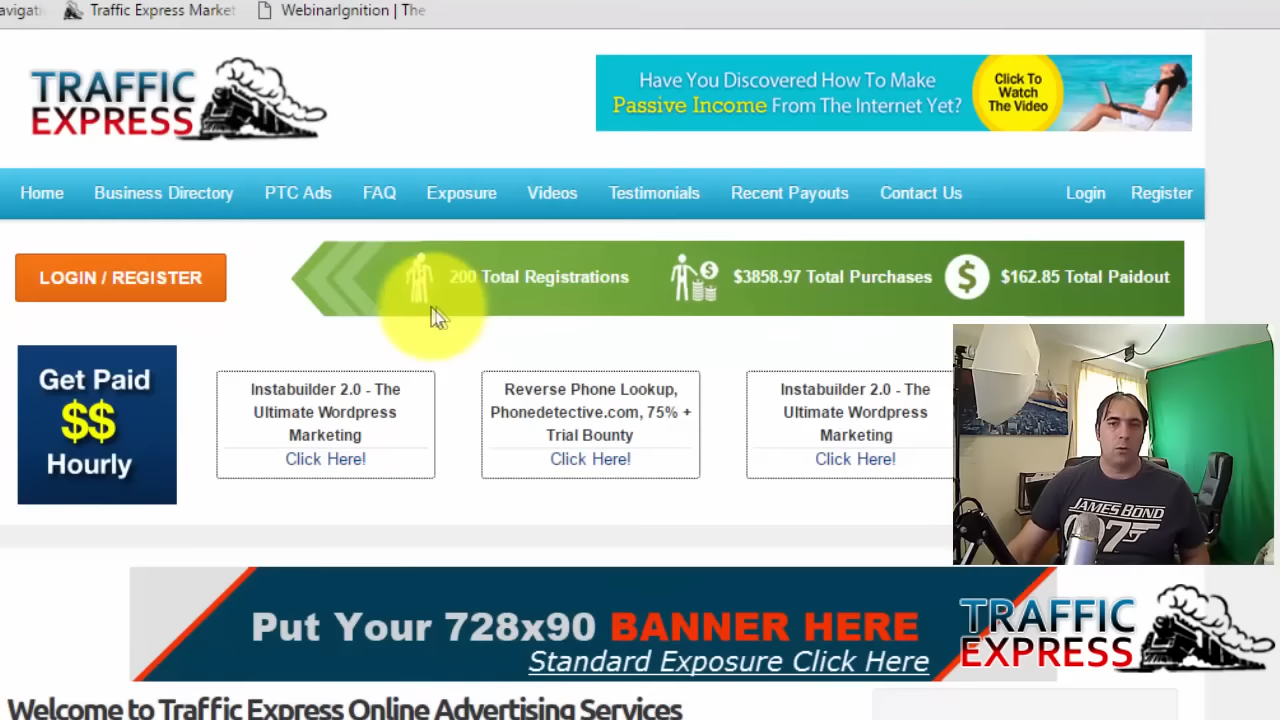 avigati
Traffic Express Market
WebinarIgnition | The
TRAFFIC
EXPRESS
Have You Discovered How To Make
Passive Income From The Internet Yet?
Click To
Watch
The Video
Home
Business Directory
PTC Ads
FAQ
Exposure
Videos
Testimonials
Recent Payouts
Contact Us
Login
Register
LOGIN / REGISTER
200 Total Registrations
$3858.97 Total Purchases
$
$162.85 Total Paidout
Get Paid
$$
Hourly
Instabuilder 2.0 - The
Ultimate Wordpress
Marketing
Click Here!
Reverse Phone Lookup,
Phonedetective.com, 75% +
Trial Bounty
Click Here!
Instabuilder 2.0 - The
Ultimate Wordpress
Marketing
Click Here!
JAMES BOND
007
Put Your 728x90 BANNER HERE
Standard Exposure Click Here
TRAFFIC
EXPRESS
Welcome to Traffic Express Online Advertising Services